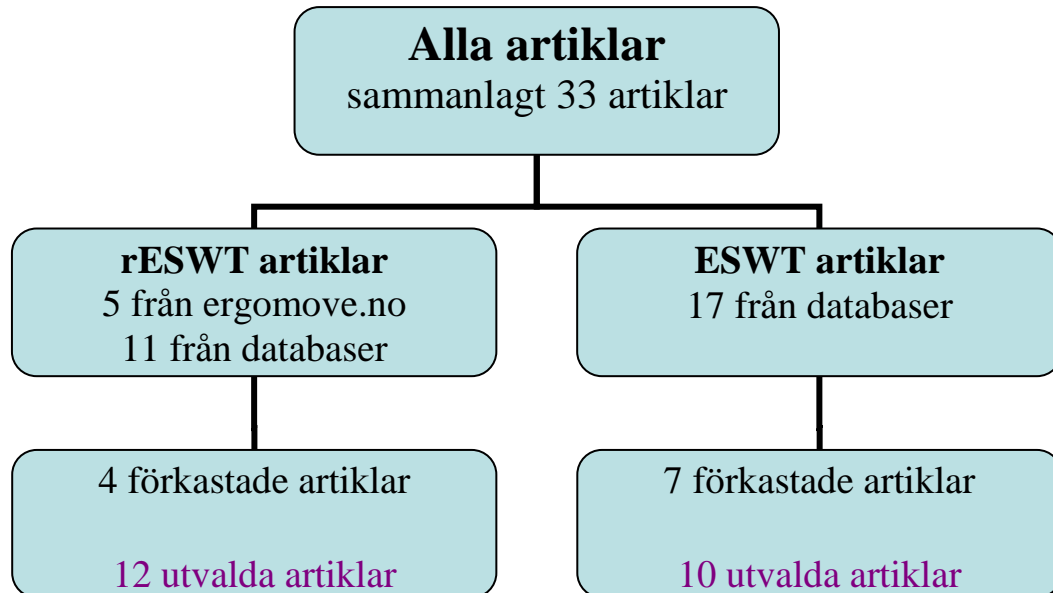 Alla artiklar
sammanlagt 33 artiklar
rESWT artiklar
5 från ergomove.no
11 från databaser
ESWT artiklar
17 från databaser
4 förkastade artiklar
12 utvalda artiklar
7 förkastade artiklar
10 utvalda artiklar